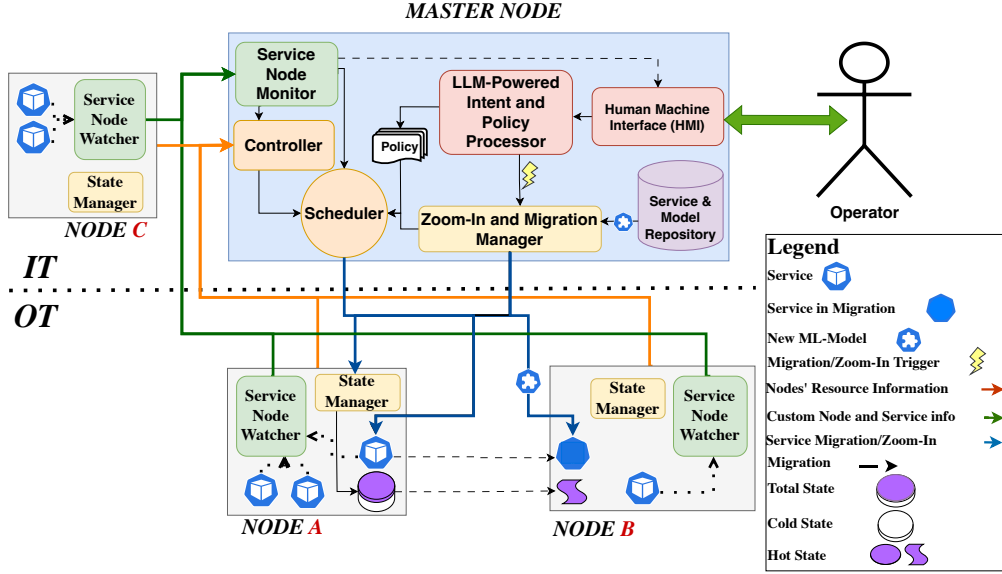 MASTER NODE
Service
Node
Monitor
LLM-Powered
Intent and
Policy
Processor
Human Machine
Interface (HMI)
Controller
Policy
Scheduler
Zoom-In and Migration
Manager
Service &
Model
Repository
Operator
Service
Node
Watcher
State
Manager
NODE C
IT
OT
Service
Node
Watcher
State
Manager
NODE A
State
Manager
Service
Node
Watcher
NODE B
Legend
Service
Service in Migration
New ML-Model
Migration/Zoom-In Trigger
Nodes' Resource Information
Custom Node and Service info
Service Migration/Zoom-In
Migration
Total State
Cold State
Hot State